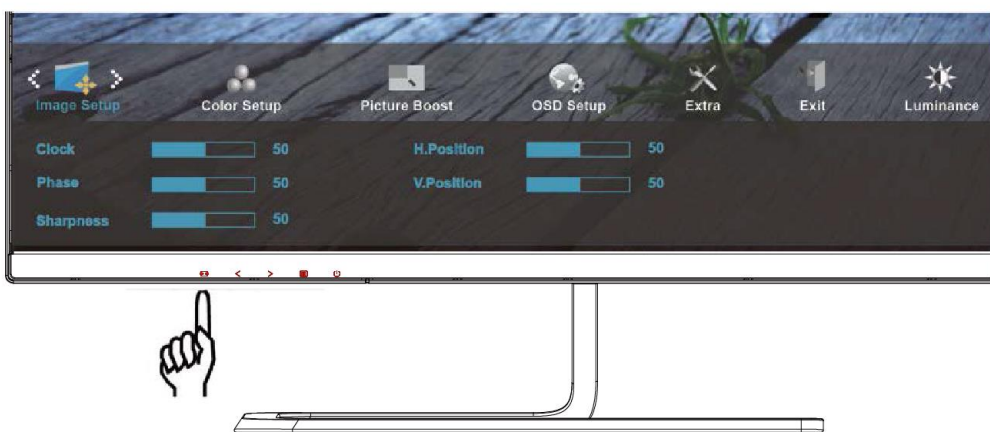 Image Setup Color Setup Picture Boost OSD Setup Extra Exit Luminance
Clock 50 H.Position 50
Phase 50 V.Position 50
Sharpness 50